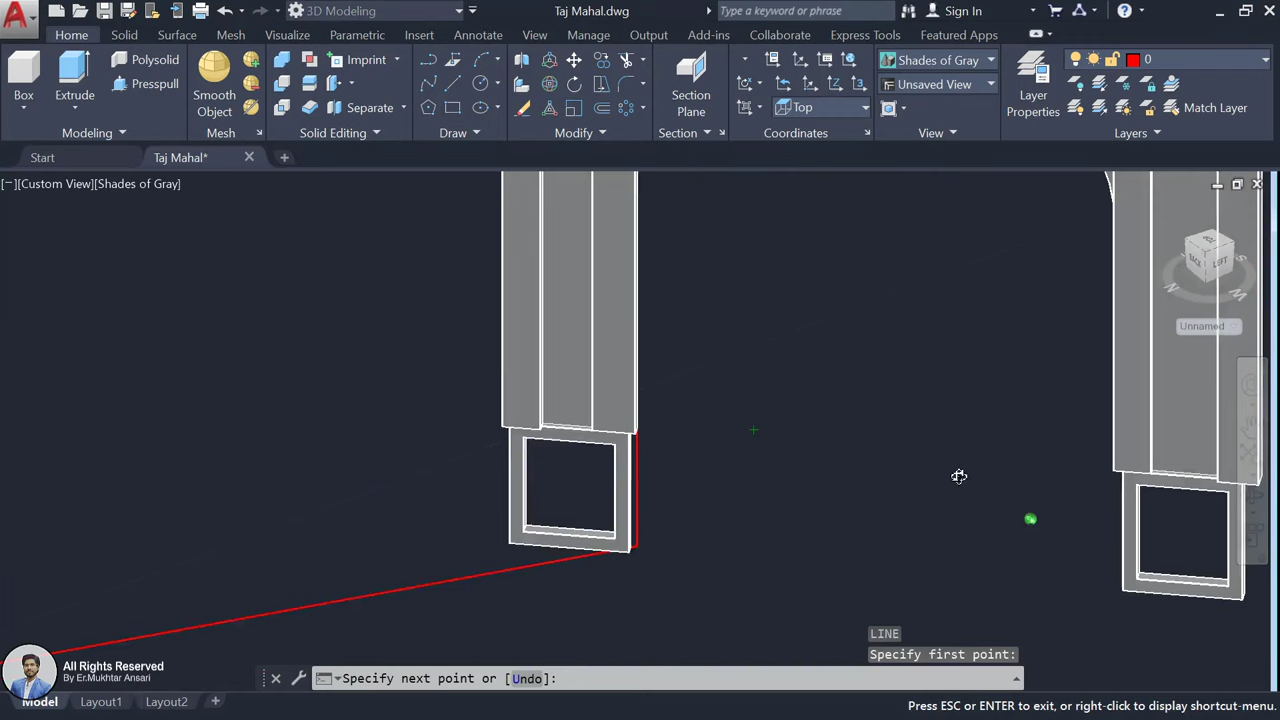 3D Modeling
Taj Mahal.dwg
Type a keyword or phrase
Sign In
Home
Solid
Surface
Mesh
Visualize
Parametric
Insert
Annotate
View
Manage
Output
Add-ins
Collaborate
Express Tools
Featured Apps
Box
Extrude
Polysolid
Presspull
Smooth
Object
Imprint
Separate
Section
Plane
Top
Shades of Gray
Unsaved View
Layer
Properties
0
Match Layer
Modeling
Mesh
Solid Editing
Draw
Modify
Section
Coordinates
View
Layers
Start
Taj Mahal*
[−][Custom View][Shades of Gray]
BACK
LEFT
N
S
Unnamed
LINE
Specify first point:
All Rights Reserved
By Er.Mukhtar Ansari
Specify next point or [Undo]:
Model
Layout1
Layout2
Press ESC or ENTER to exit, or right-click to display shortcut-menu.